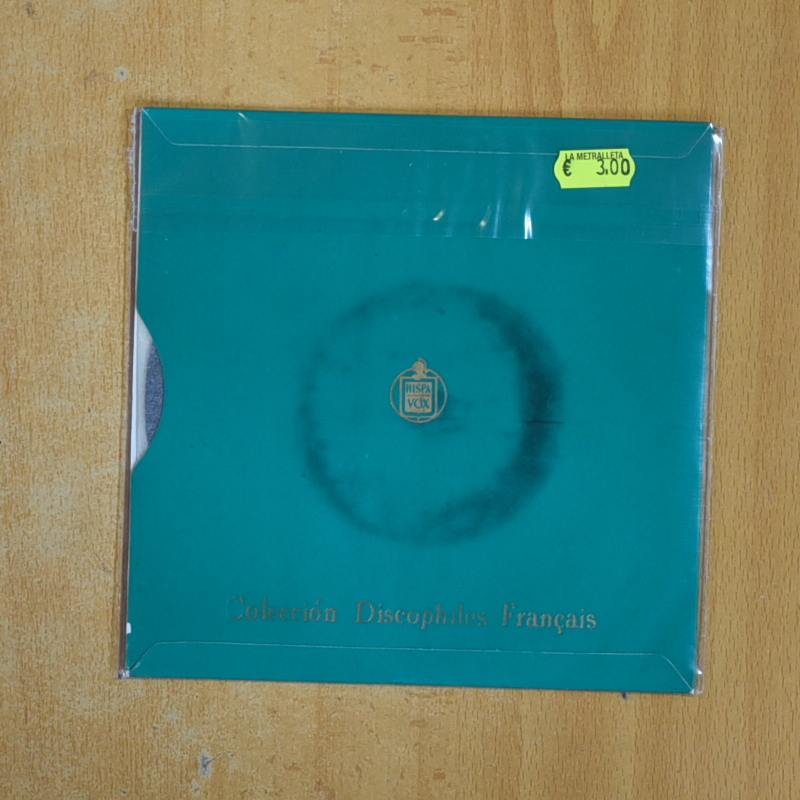 LA METRALLETA
€ 3,00
HISPA
VOX
Colección Discophiles Français